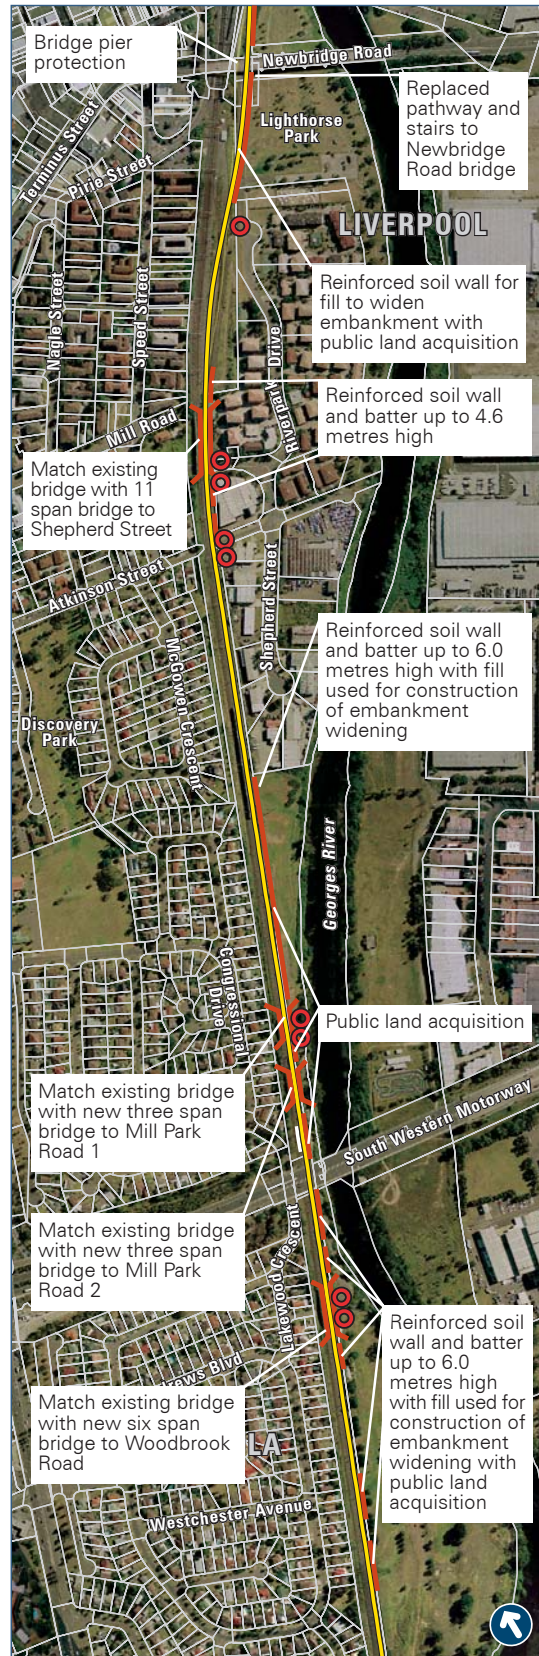 Bridge pier
protection
Newbridge Road
Replaced
pathway and
stairs to
Newbridge
Road bridge
Lighthorse
Park
Terminus Street
Pirie Street
LIVERPOOL
Reinforced soil wall for
fill to widen
embankment with
public land acquisition
Nagle Street
Speed Street
Riverpark Drive
Reinforced soil wall
and batter up to 4.6
metres high
Mill Road
Match existing
bridge with 11
span bridge to
Shepherd Street
Atkinson Street
Shepherd Street
Reinforced soil wall
and batter up to 6.0
metres high with fill
used for construction
of embankment
widening
McGowen Crescent
Discovery
Park
Georges River
Congressional
Drive
Public land acquisition
Match existing bridge
with new three span
bridge to Mill Park
Road 1
South Western Motorway
Match existing bridge
with new three span
bridge to Mill Park
Road 2
Lakewood Crescent
Reinforced soil
wall and batter
up to 6.0
metres high
with fill used for
construction of
embankment
widening with
public land
acquisition
Blvd
Match existing bridge
with new six span
bridge to Woodbrook
Road
LA
Westchester Avenue